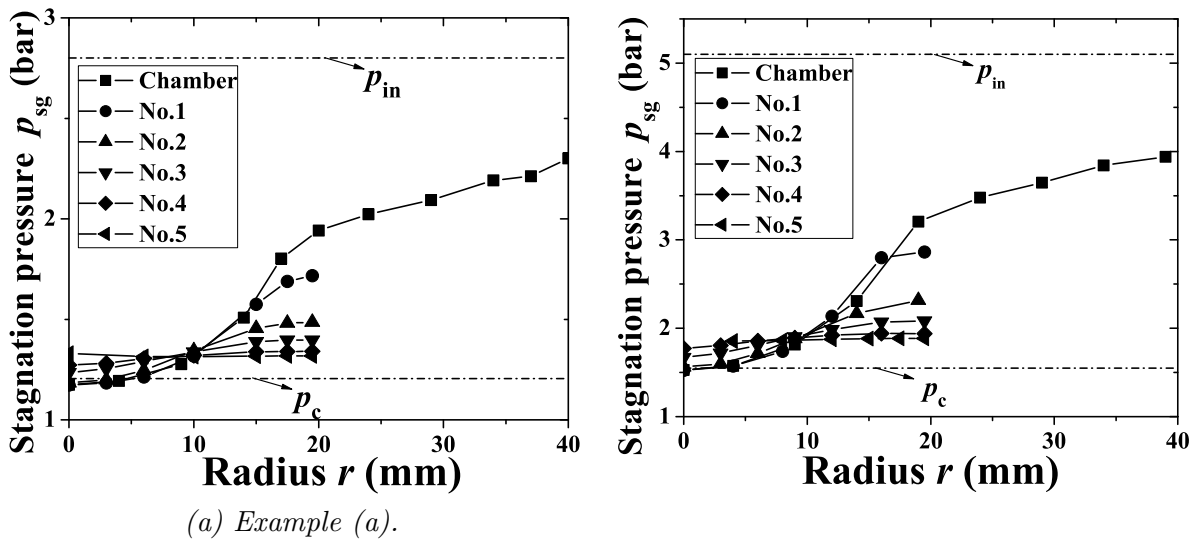 Stagnation pressure p_sg (bar)
3
2
1
p_in
Chamber
No.1
No.2
No.3
No.4
No.5
p_c
0 10 20 30 40
Radius r (mm)
Stagnation pressure p_sg (bar)
5
4
3
2
1
p_in
Chamber
No.1
No.2
No.3
No.4
No.5
p_c
0 10 20 30 40
Radius r (mm)
(a) Example (a).